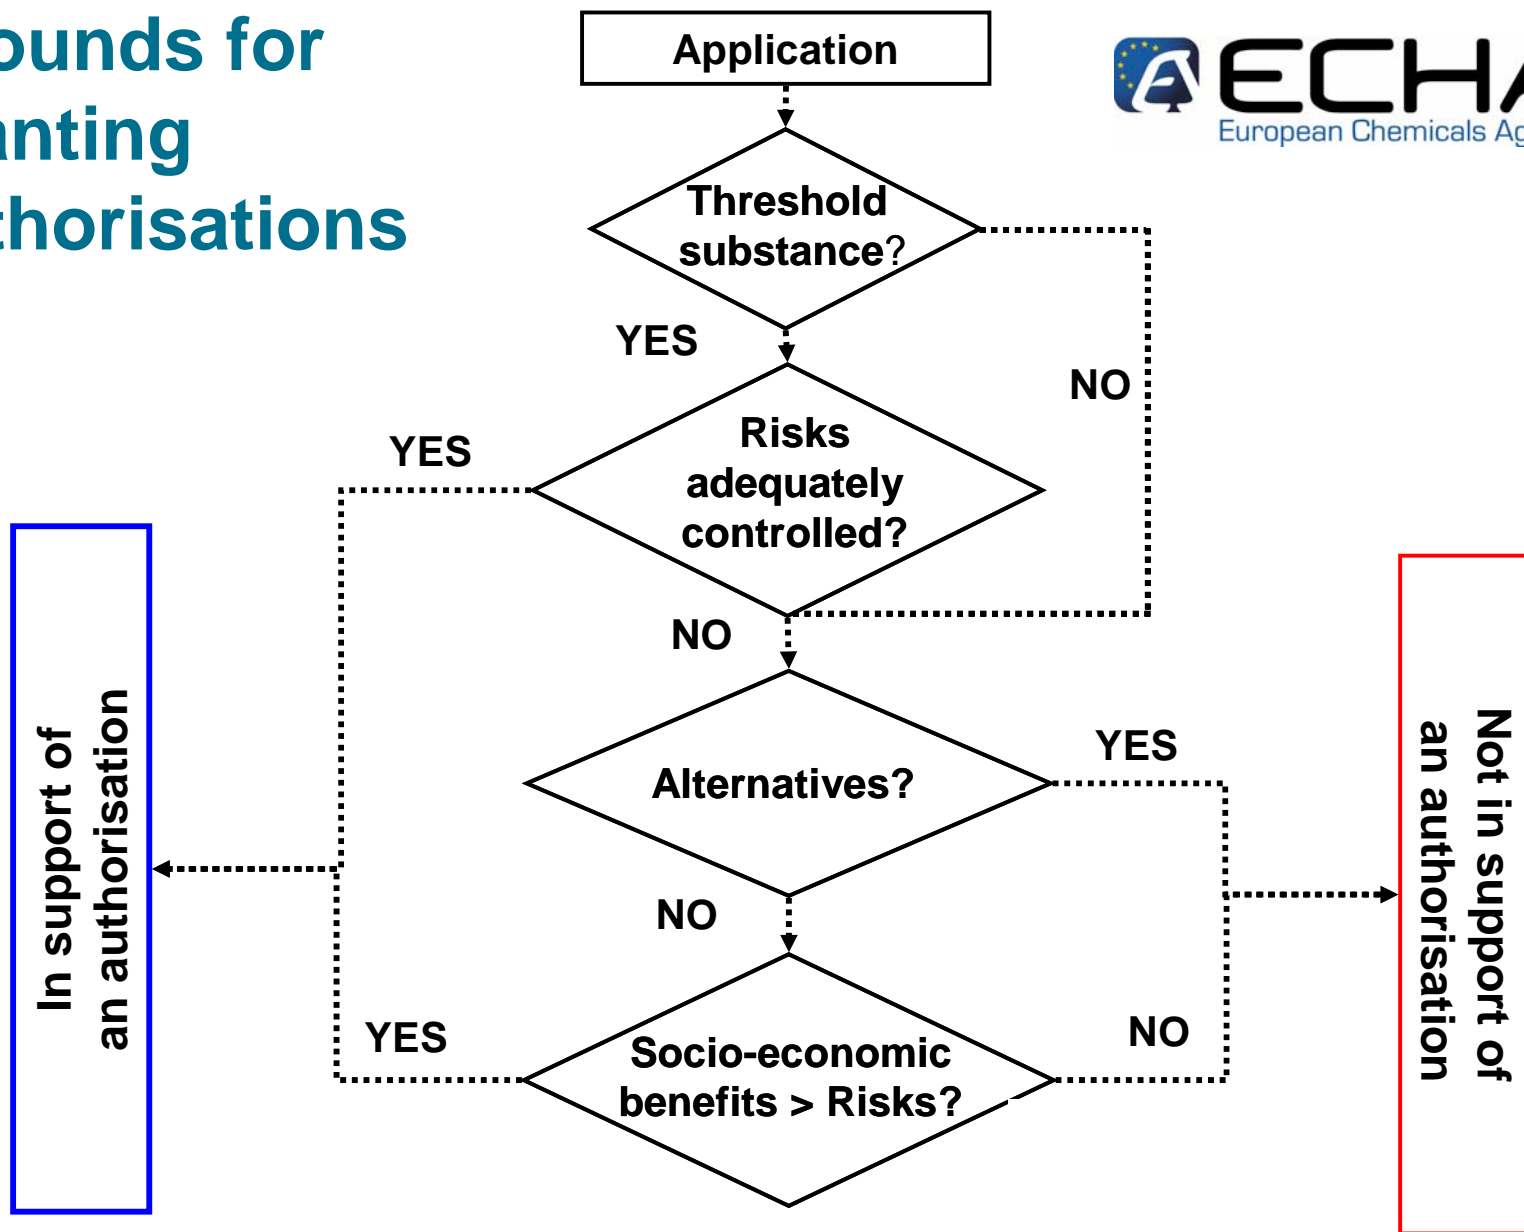 ounds for
anting
thorisations
Application
ECHA
European Chemicals Ag
Threshold
substance?
YES
NO
Risks
adequately
controlled?
YES
NO
Alternatives?
YES
NO
Socio-economic
benefits > Risks?
YES
NO
In support of
an authorisation
Not in support of
an authorisation